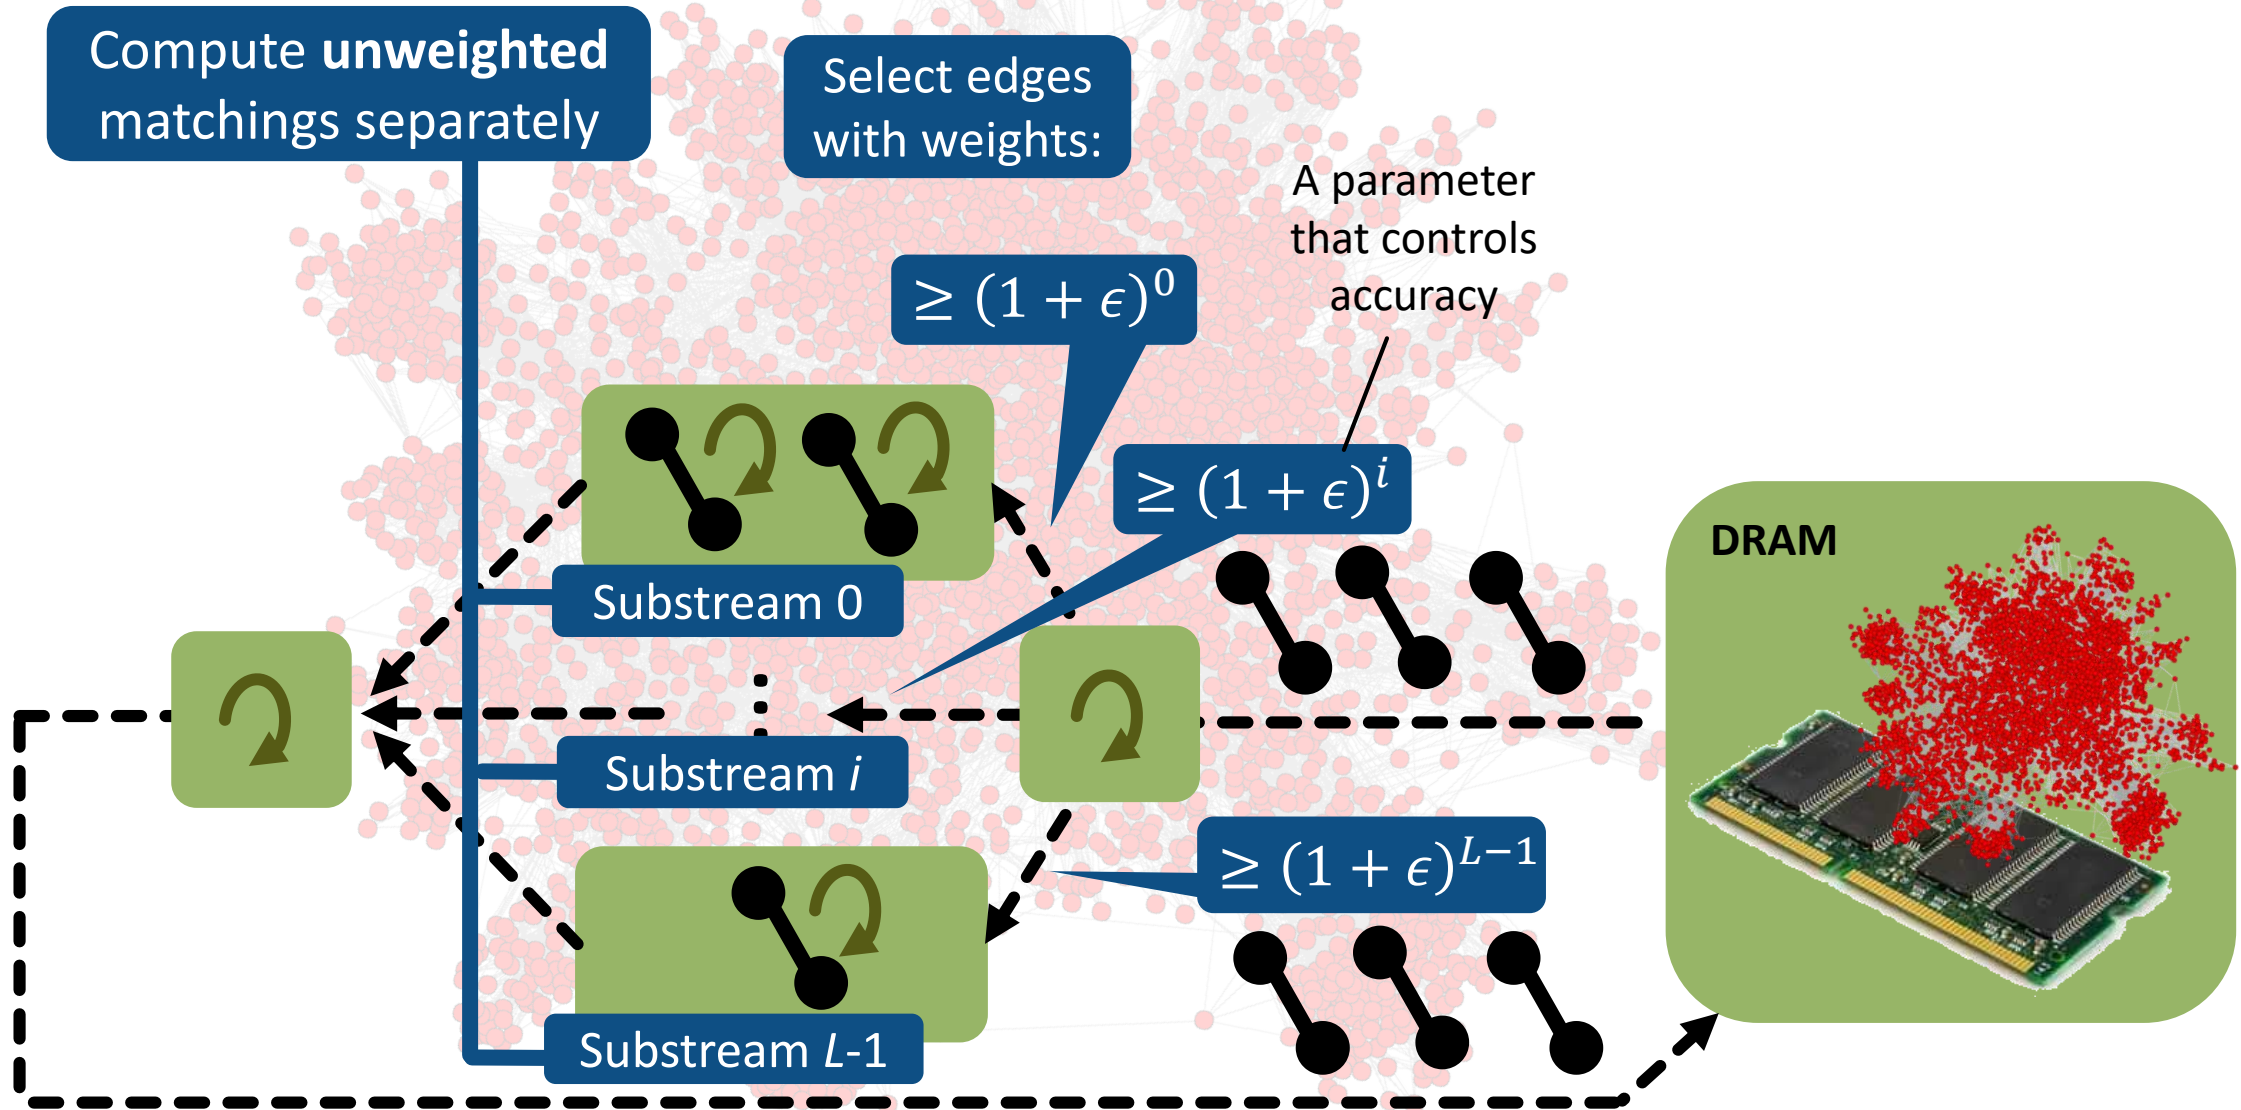 Compute unweighted
matchings separately
Select edges
with weights:
A parameter
that controls
accuracy
≥ (1 + ϵ)⁰
≥ (1 + ϵ)ⁱ
DRAM
Substream 0
Substream i
≥ (1 + ϵ)ᴸ⁻¹
Substream L-1